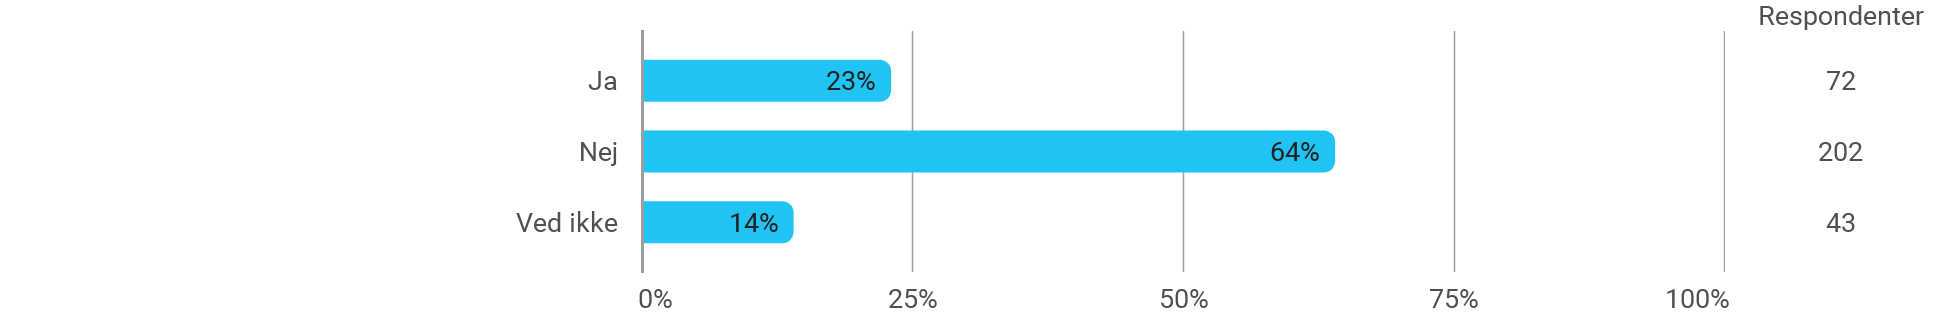 Respondenter
Ja 23% 72
Nej 64% 202
Ved ikke 14% 43
0% 25% 50% 75% 100%